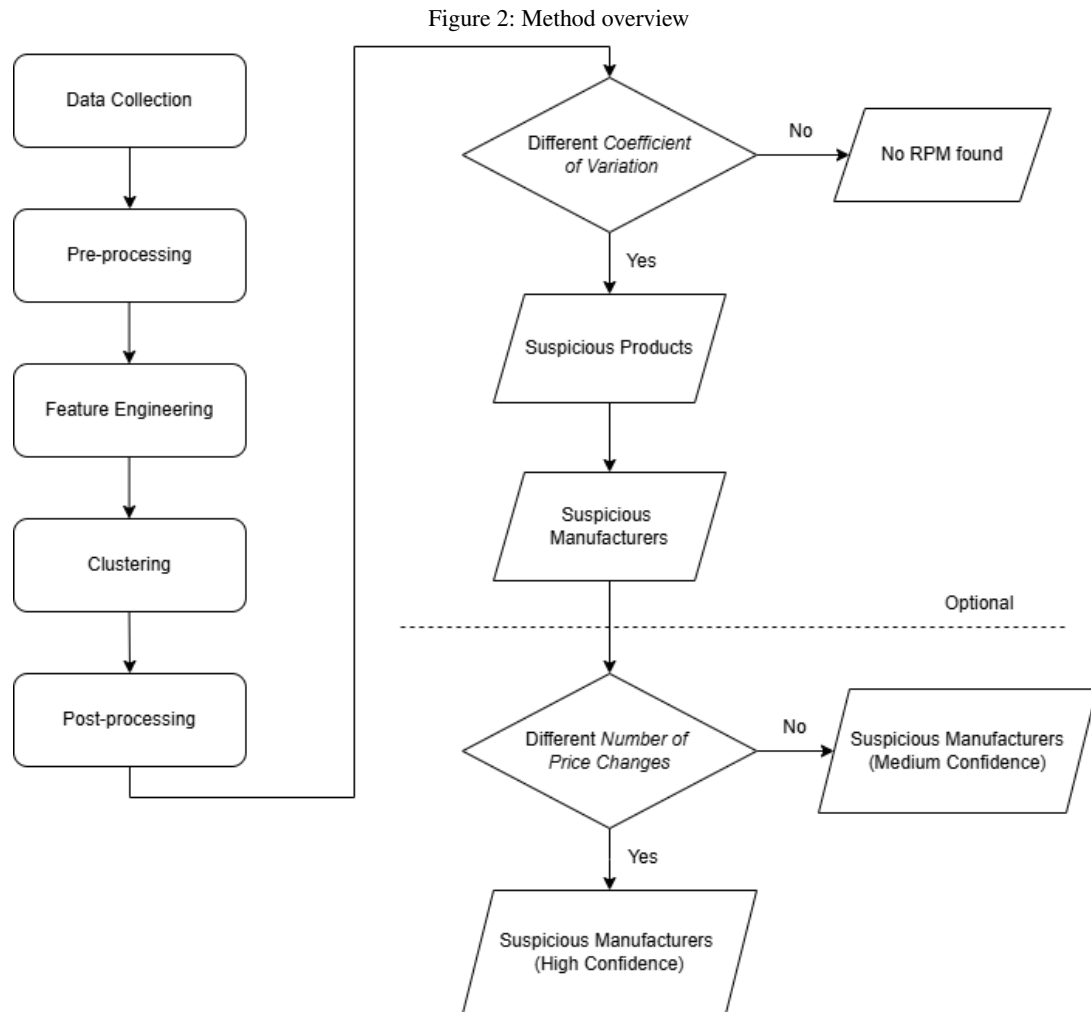 Figure 2: Method overview
Data Collection
Pre-processing
Feature Engineering
Clustering
Post-processing
Different Coefficient
of Variation
No
No RPM found
Yes
Suspicious Products
Suspicious
Manufacturers
Optional
Different Number of
Price Changes
No
Suspicious Manufacturers
(Medium Confidence)
Yes
Suspicious Manufacturers
(High Confidence)